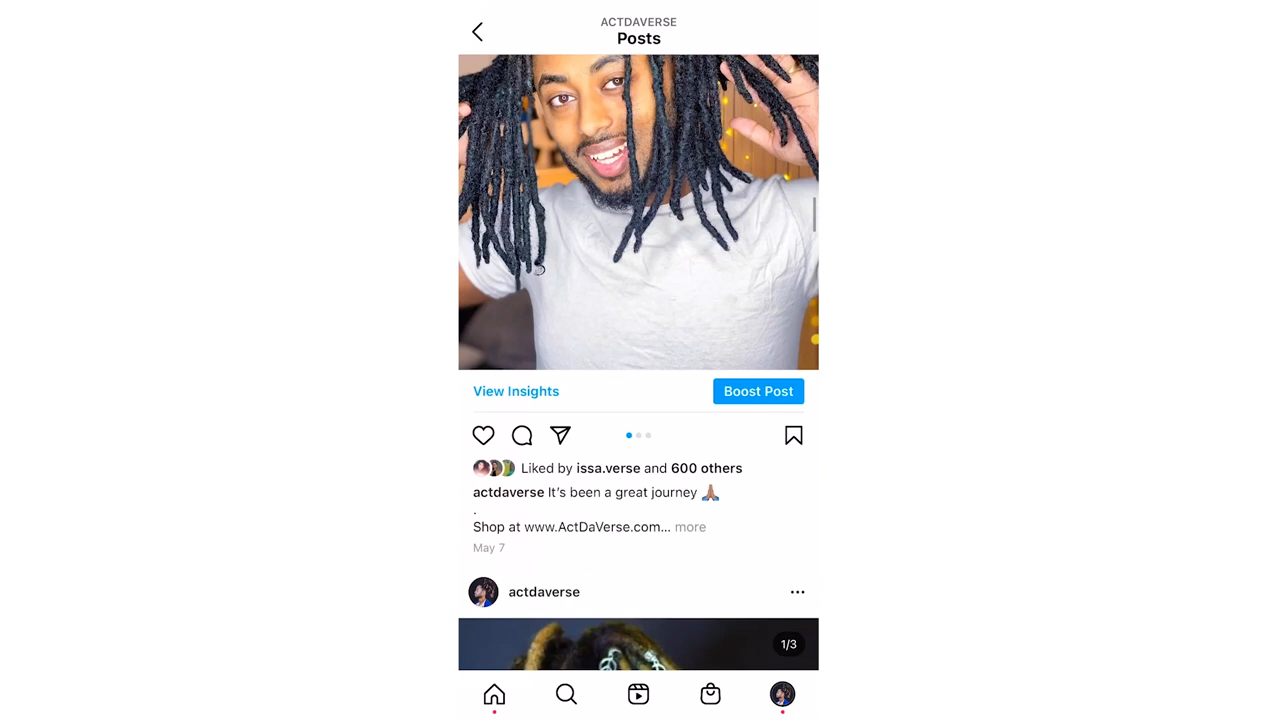 ACTDAVERSE
Posts
View Insights
Boost Post
Liked by issa.verse and 600 others
actdaverse It’s been a great journey 🙏🏽
.
Shop at www.ActDaVerse.com... more
May 7
actdaverse
1/3